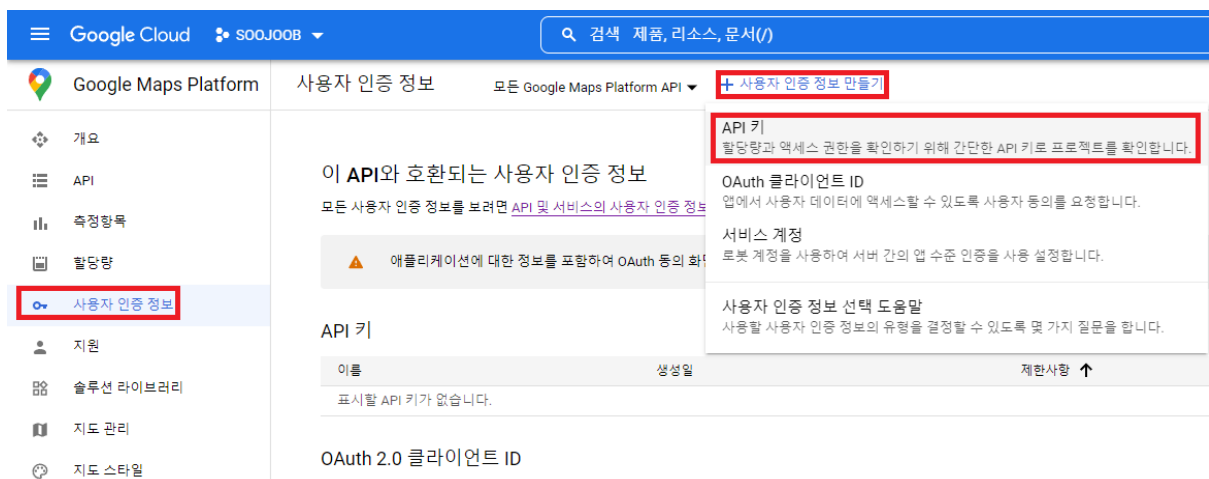 Google Cloud SOOJOOB 검색 제품, 리소스, 문서(/)
Google Maps Platform 사용자 인증 정보 모든 Google Maps Platform API + 사용자 인증 정보 만들기
개요
API
측정항목
할당량
사용자 인증 정보
지원
솔루션 라이브러리
지도 관리
지도 스타일
API 키
할당량과 액세스 권한을 확인하기 위해 간단한 API 키로 프로젝트를 확인합니다.
OAuth 클라이언트 ID
앱에서 사용자 데이터에 액세스할 수 있도록 사용자 동의를 요청합니다.
서비스 계정
로봇 계정을 사용하여 서버 간의 앱 수준 인증을 사용 설정합니다.
사용자 인증 정보 선택 도움말
사용할 사용자 인증 정보의 유형을 결정할 수 있도록 몇 가지 질문을 합니다.
이 API와 호환되는 사용자 인증 정보
모든 사용자 인증 정보를 보려면 API 및 서비스의 사용자 인증 정보
애플리케이션에 대한 정보를 포함하여 OAuth 동의
API 키
이름 생성일 제한사항
표시할 API 키가 없습니다.
OAuth 2.0 클라이언트 ID